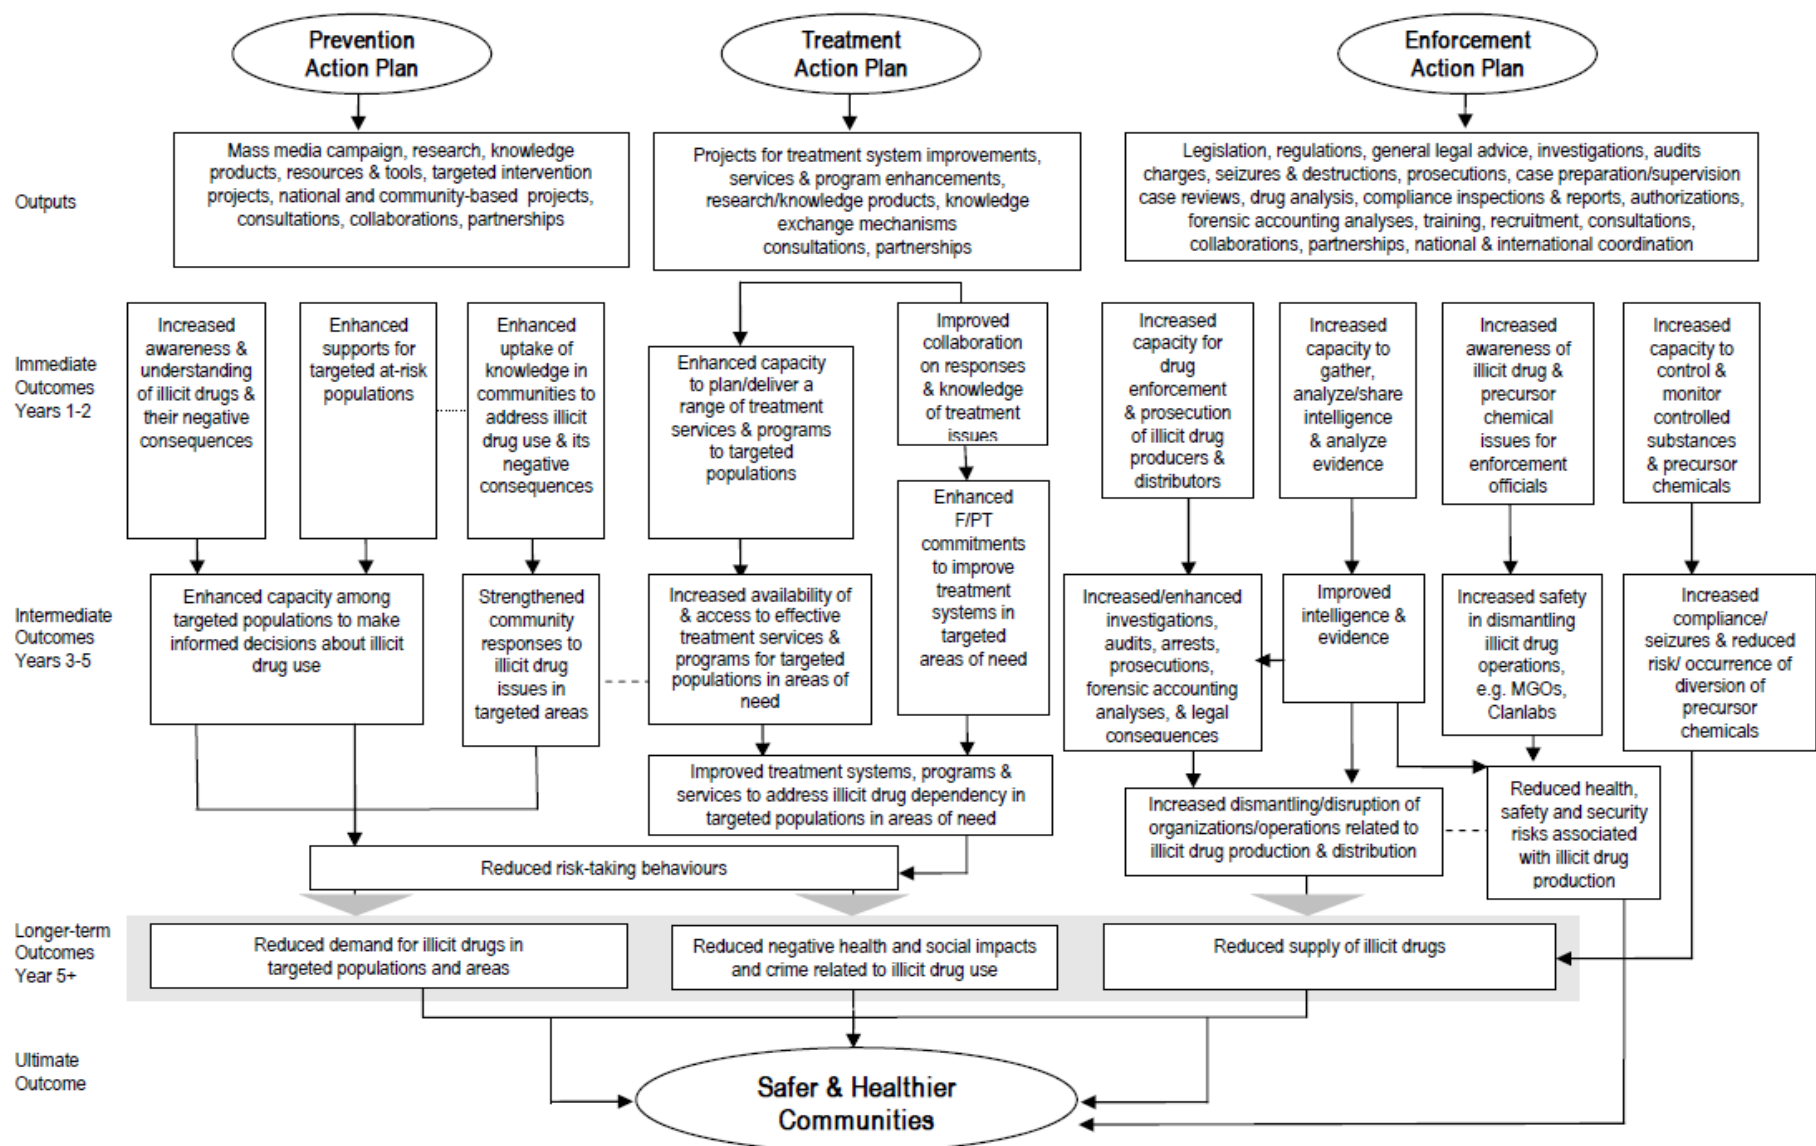 Prevention
Action Plan
Treatment
Action Plan
Enforcement
Action Plan
Outputs
Mass media campaign, research, knowledge
products, resources & tools, targeted intervention
projects, national and community-based projects,
consultations, collaborations, partnerships
Projects for treatment system improvements,
services & program enhancements,
research/knowledge products, knowledge
exchange mechanisms
consultations, partnerships
Legislation, regulations, general legal advice, investigations, audits
charges, seizures & destructions, prosecutions, case preparation/supervision
case reviews, drug analysis, compliance inspections & reports, authorizations,
forensic accounting analyses, training, recruitment, consultations,
collaborations, partnerships, national & international coordination
Immediate
Outcomes
Years 1-2
Increased
awareness &
understanding
of illicit drugs &
their negative
consequences
Enhanced
supports for
targeted at-risk
populations
Enhanced
uptake of
knowledge in
communities to
address illicit
drug use & its
negative
consequences
Enhanced capacity
to plan/deliver a
range of treatment
services & programs
to targeted
populations
Improved
collaboration
on responses
& knowledge
of treatment
issues
Increased
capacity for
drug
enforcement
& prosecution
of illicit drug
producers &
distributors
Increased
capacity to
gather,
analyze/share
intelligence
& analyze
evidence
Increased
awareness of
illicit drug &
precursor
chemical
issues for
enforcement
officials
Increased
capacity to
control &
monitor
controlled
substances
& precursor
chemicals
Intermediate
Outcomes
Years 3-5
Enhanced capacity among
targeted populations to make
informed decisions about illicit
drug use
Strengthened
community
responses to
illicit drug
issues in
targeted areas
Increased availability of
& access to effective
treatment services &
programs for targeted
populations in areas of
need
Enhanced
F/PT
commitments
to improve
treatment
systems in
targeted
areas of need
Increased/enhanced
investigations,
audits, arrests,
prosecutions,
forensic accounting
analyses, & legal
consequences
Improved
intelligence &
evidence
Increased safety
in dismantling
illicit drug
operations,
e.g. MGOs,
Clanlabs
Increased
compliance/
seizures & reduced
risk/ occurrence of
diversion of
precursor
chemicals
Improved treatment systems, programs &
services to address illicit drug dependency in
targeted populations in areas of need
Increased dismantling/disruption of
organizations/operations related to
illicit drug production & distribution
Reduced health,
safety and security
risks associated
with illicit drug
production
Reduced risk-taking behaviours
Longer-term
Outcomes
Year 5+
Reduced demand for illicit drugs in
targeted populations and areas
Reduced negative health and social impacts
and crime related to illicit drug use
Reduced supply of illicit drugs
Ultimate
Outcome
Safer & Healthier
Communities